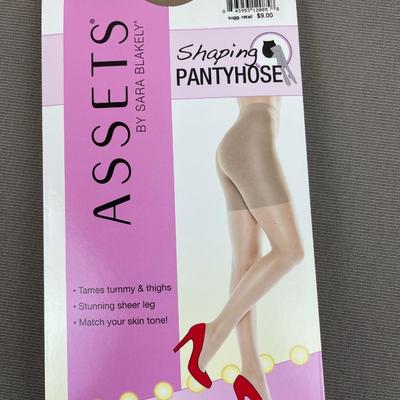 sugg. retail $9.00
Shaping
PANTYHOSE
ASSETS®
BY SARA BLAKELY®
• Tames tummy & thighs
• Stunning sheer leg
• Match your skin tone!